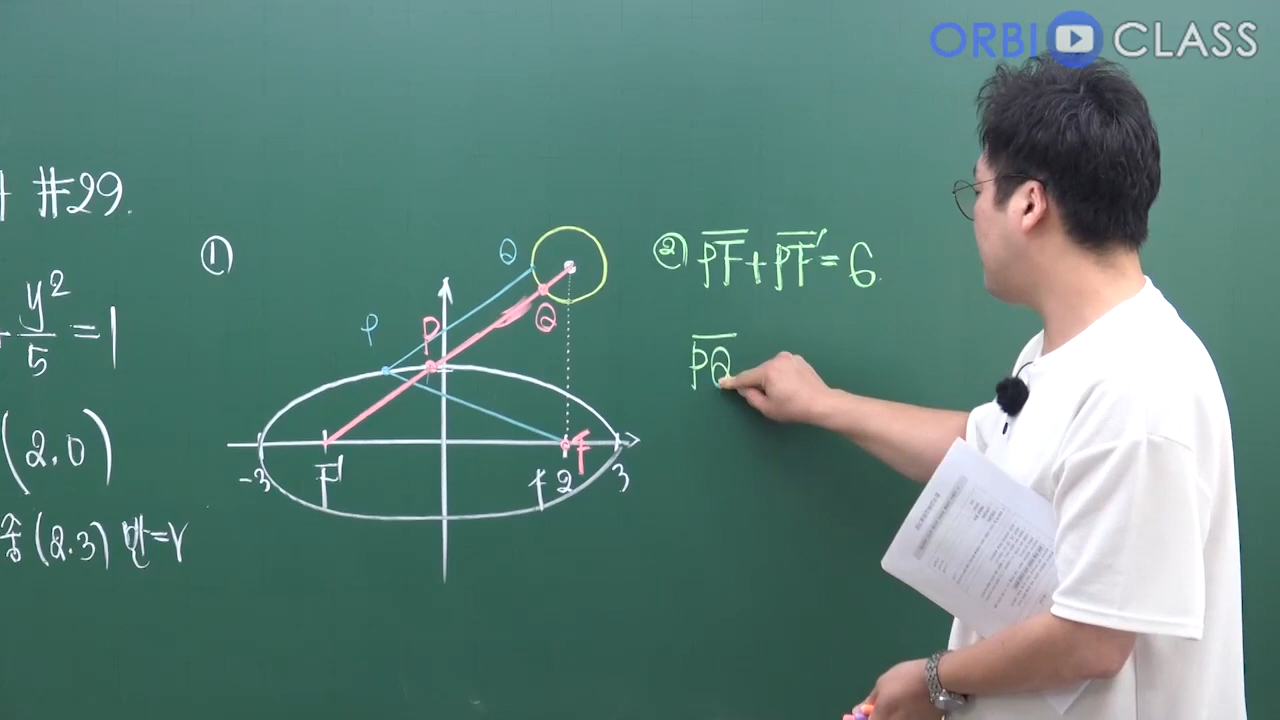 ORBI CLASS
#29.
y²/5 = 1
(2.0)
(2.3) 반=r
①
Q
P
P
Q
-3
F'
F
2
3
② PF + PF' = 6.
PQ